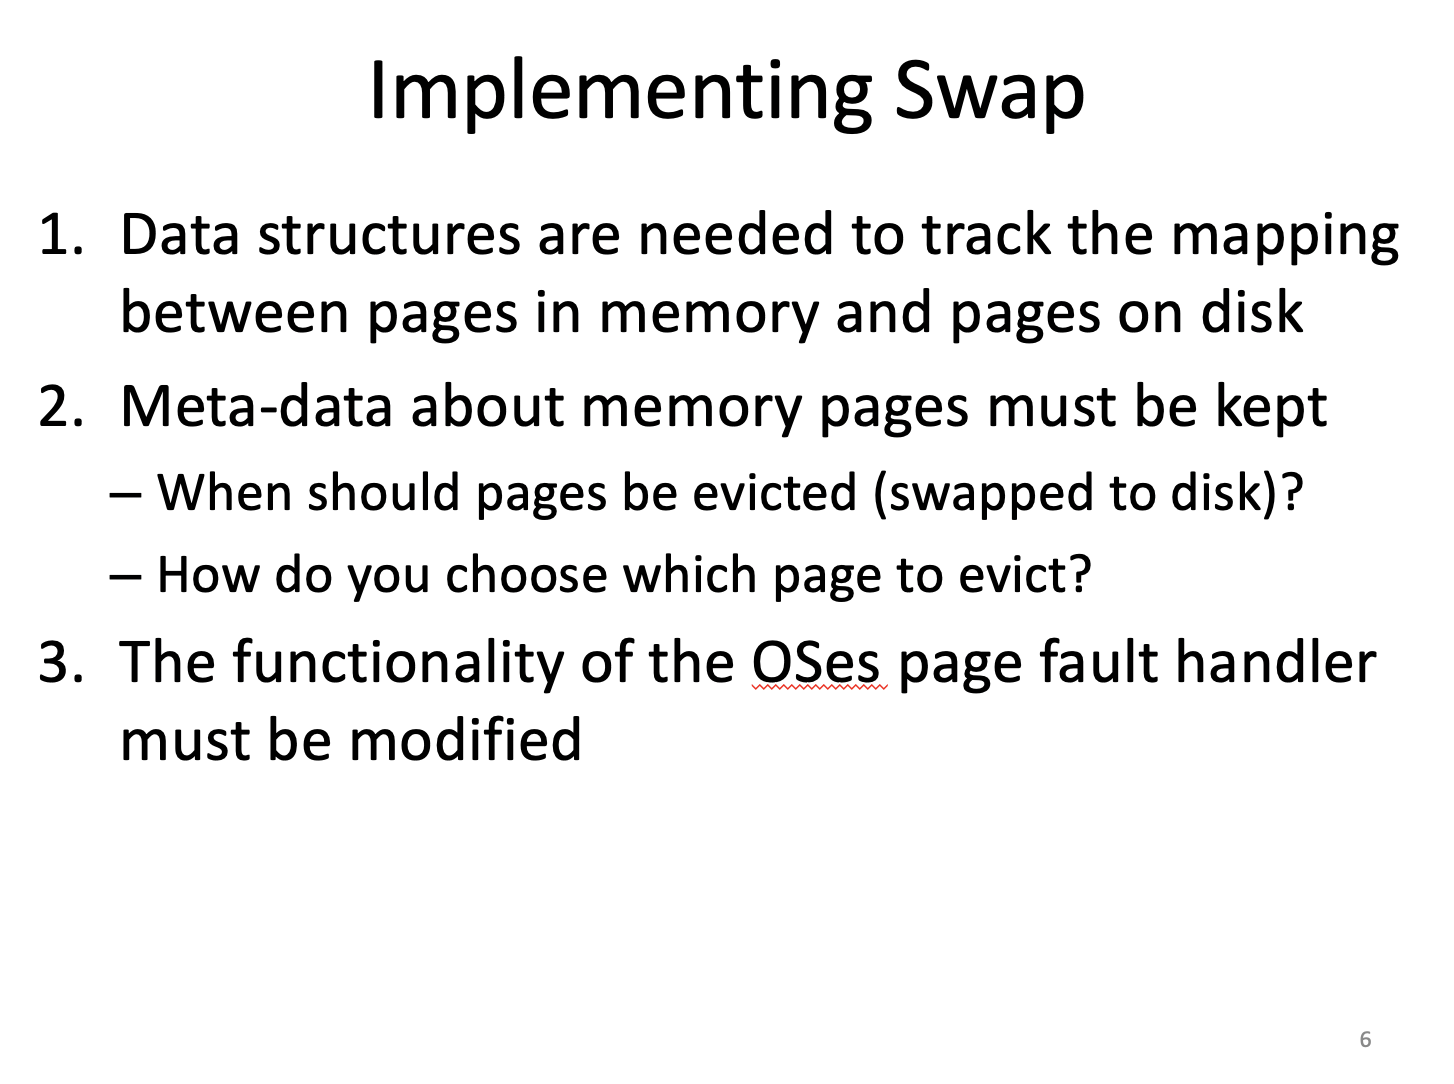 Implementing Swap
1. Data structures are needed to track the mapping
between pages in memory and pages on disk
2. Meta-data about memory pages must be kept
– When should pages be evicted (swapped to disk)?
– How do you choose which page to evict?
3. The functionality of the OSes page fault handler
must be modified
6